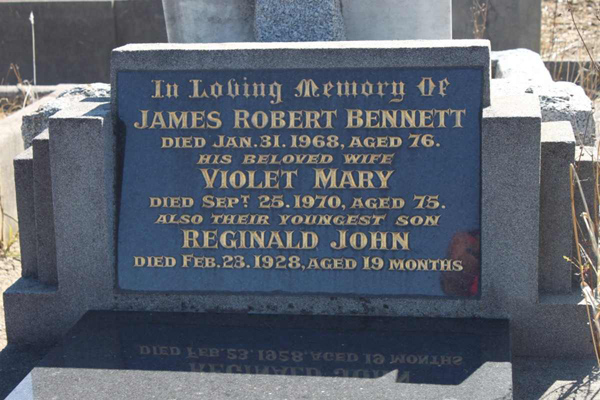 In Loving Memory Of
JAMES ROBERT BENNETT
DIED JAN. 31. 1968, AGED 76.
HIS BELOVED WIFE
VIOLET MARY
DIED SEPT. 25. 1970, AGED 75.
ALSO THEIR YOUNGEST SON
REGINALD JOHN
DIED FEB. 23. 1928, AGED 19 MONTHS